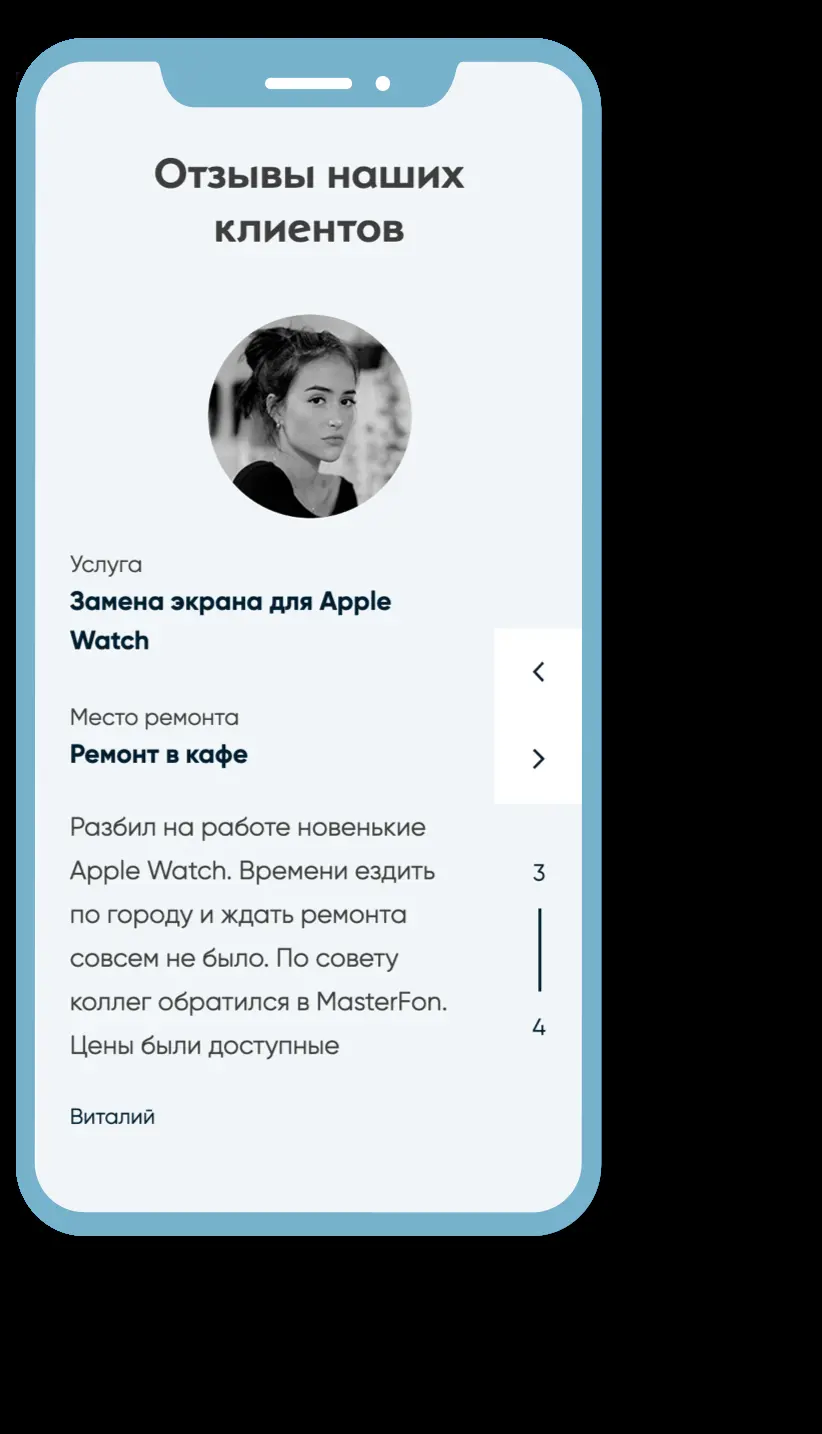 Отзывы наших
клиентов
Услуга
Замена экрана для Apple
Watch
Место ремонта
Ремонт в кафе
Разбил на работе новенькие
Apple Watch. Времени ездить
по городу и ждать ремонта
совсем не было. По совету
коллег обратился в MasterFon.
Цены были доступные
Виталий
3
4